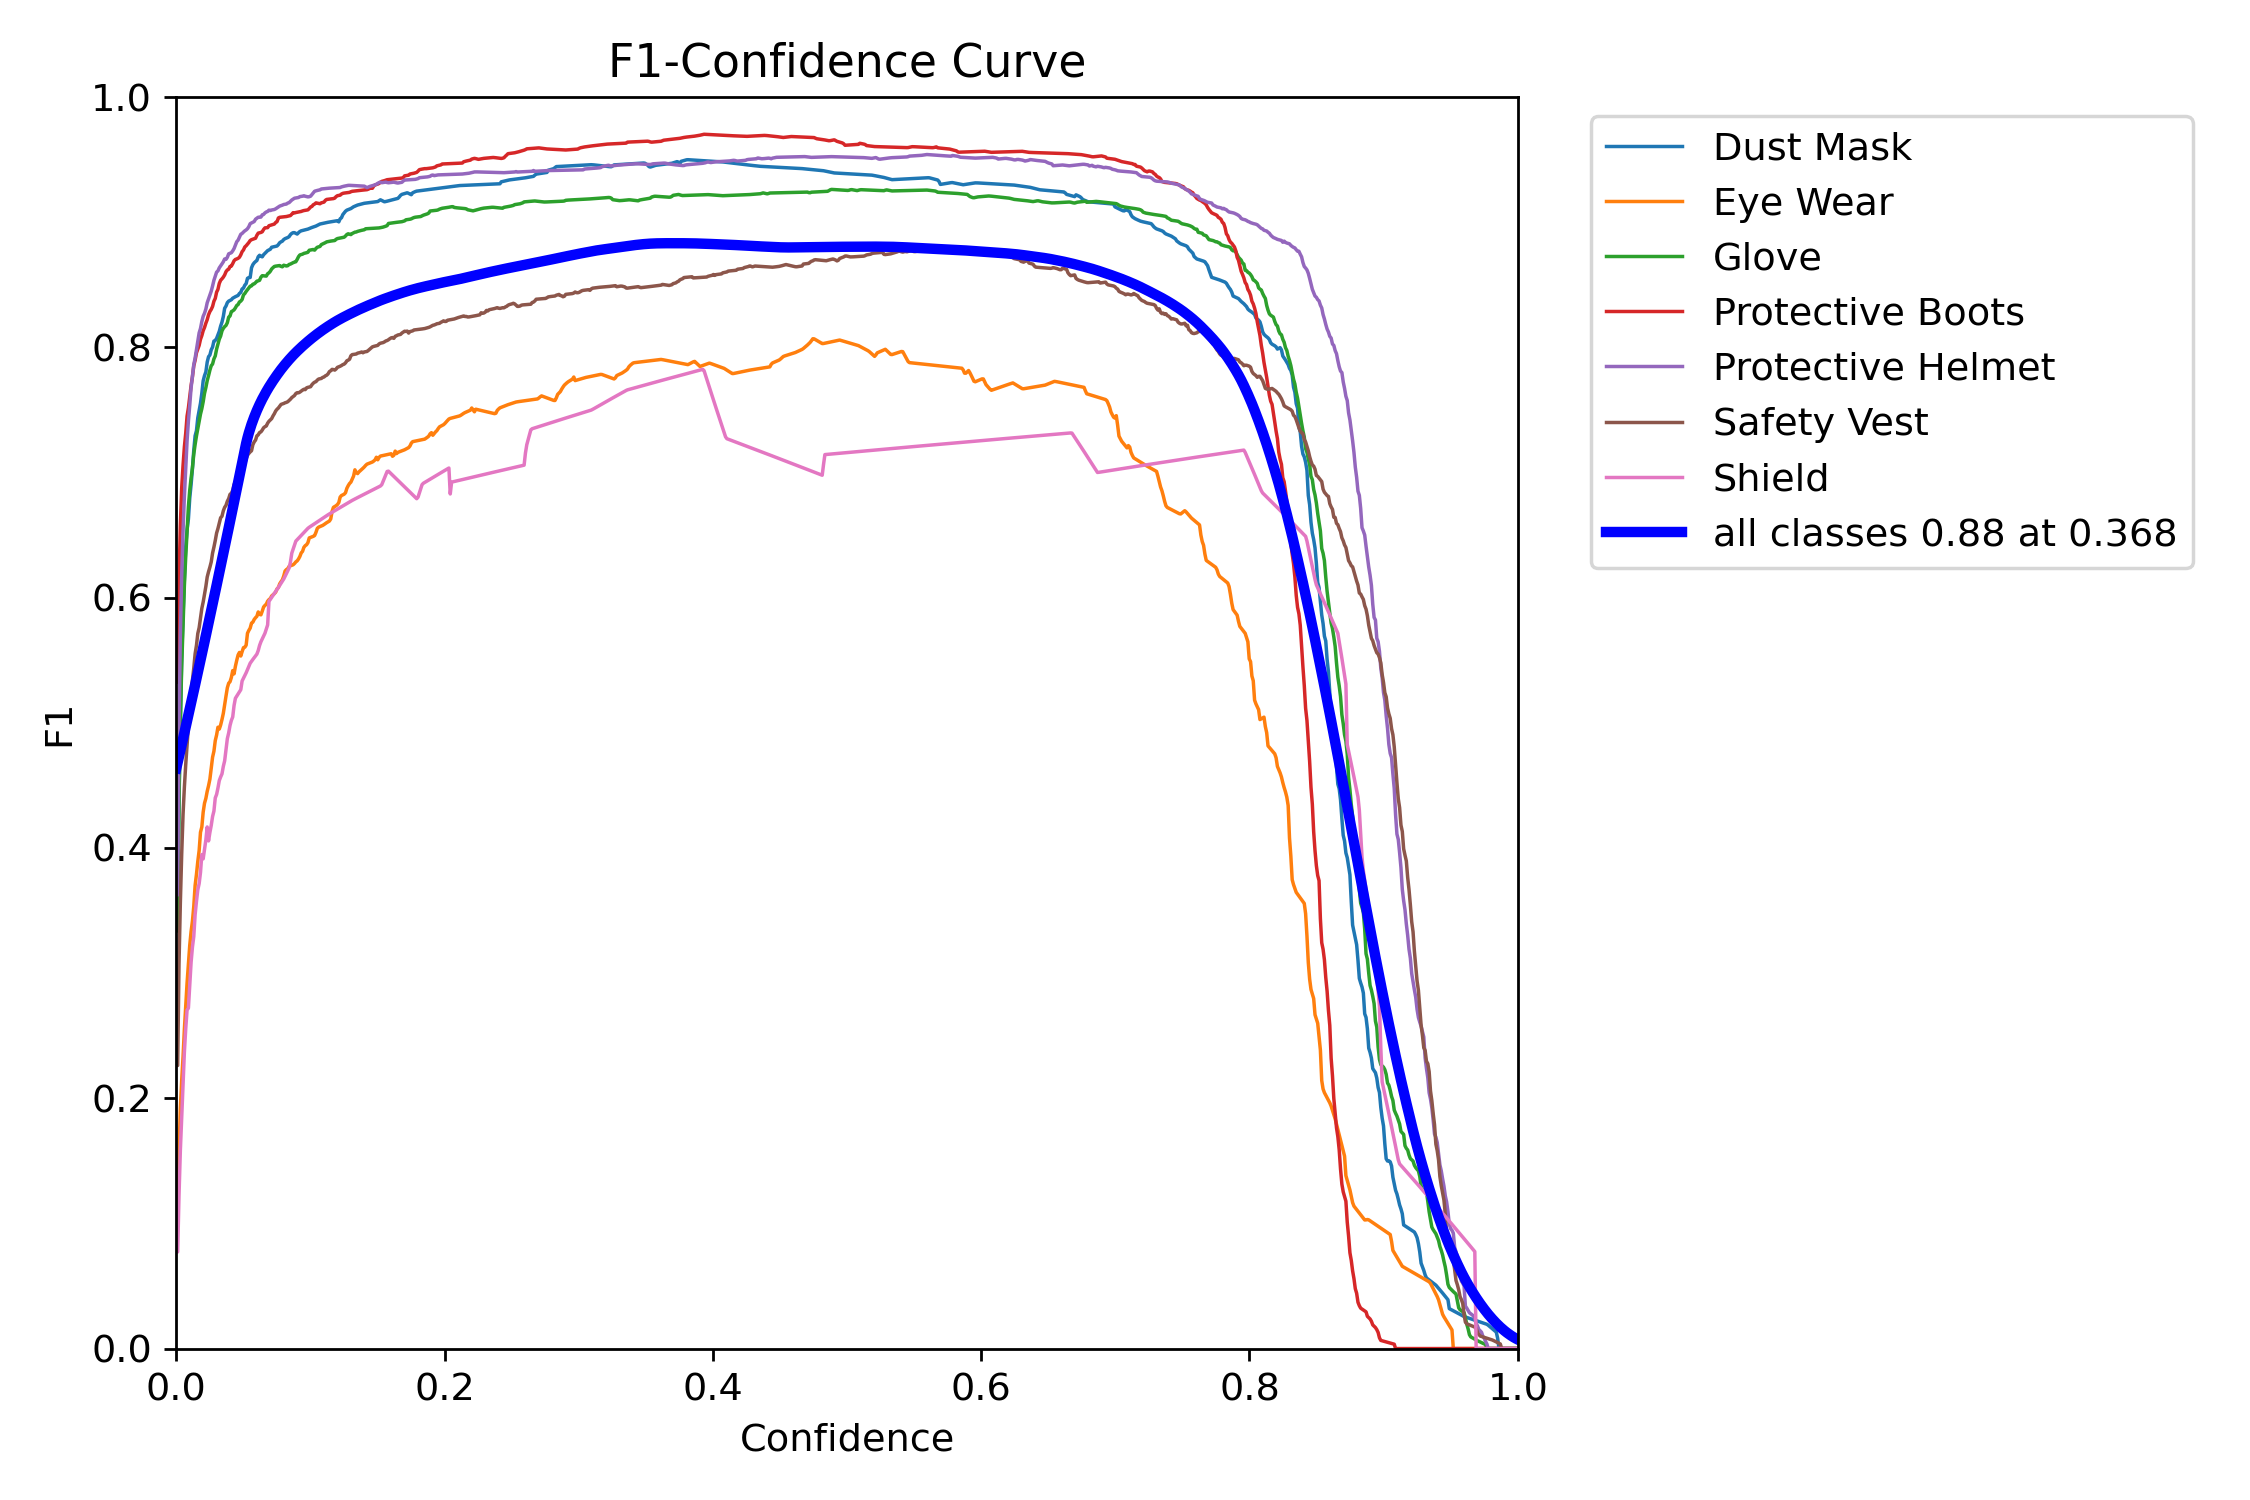 F1-Confidence Curve
1.0
0.8
0.6
0.4
0.2
0.0
F1
0.0 0.2 0.4 0.6 0.8 1.0
Confidence
Dust Mask
Eye Wear
Glove
Protective Boots
Protective Helmet
Safety Vest
Shield
all classes 0.88 at 0.368